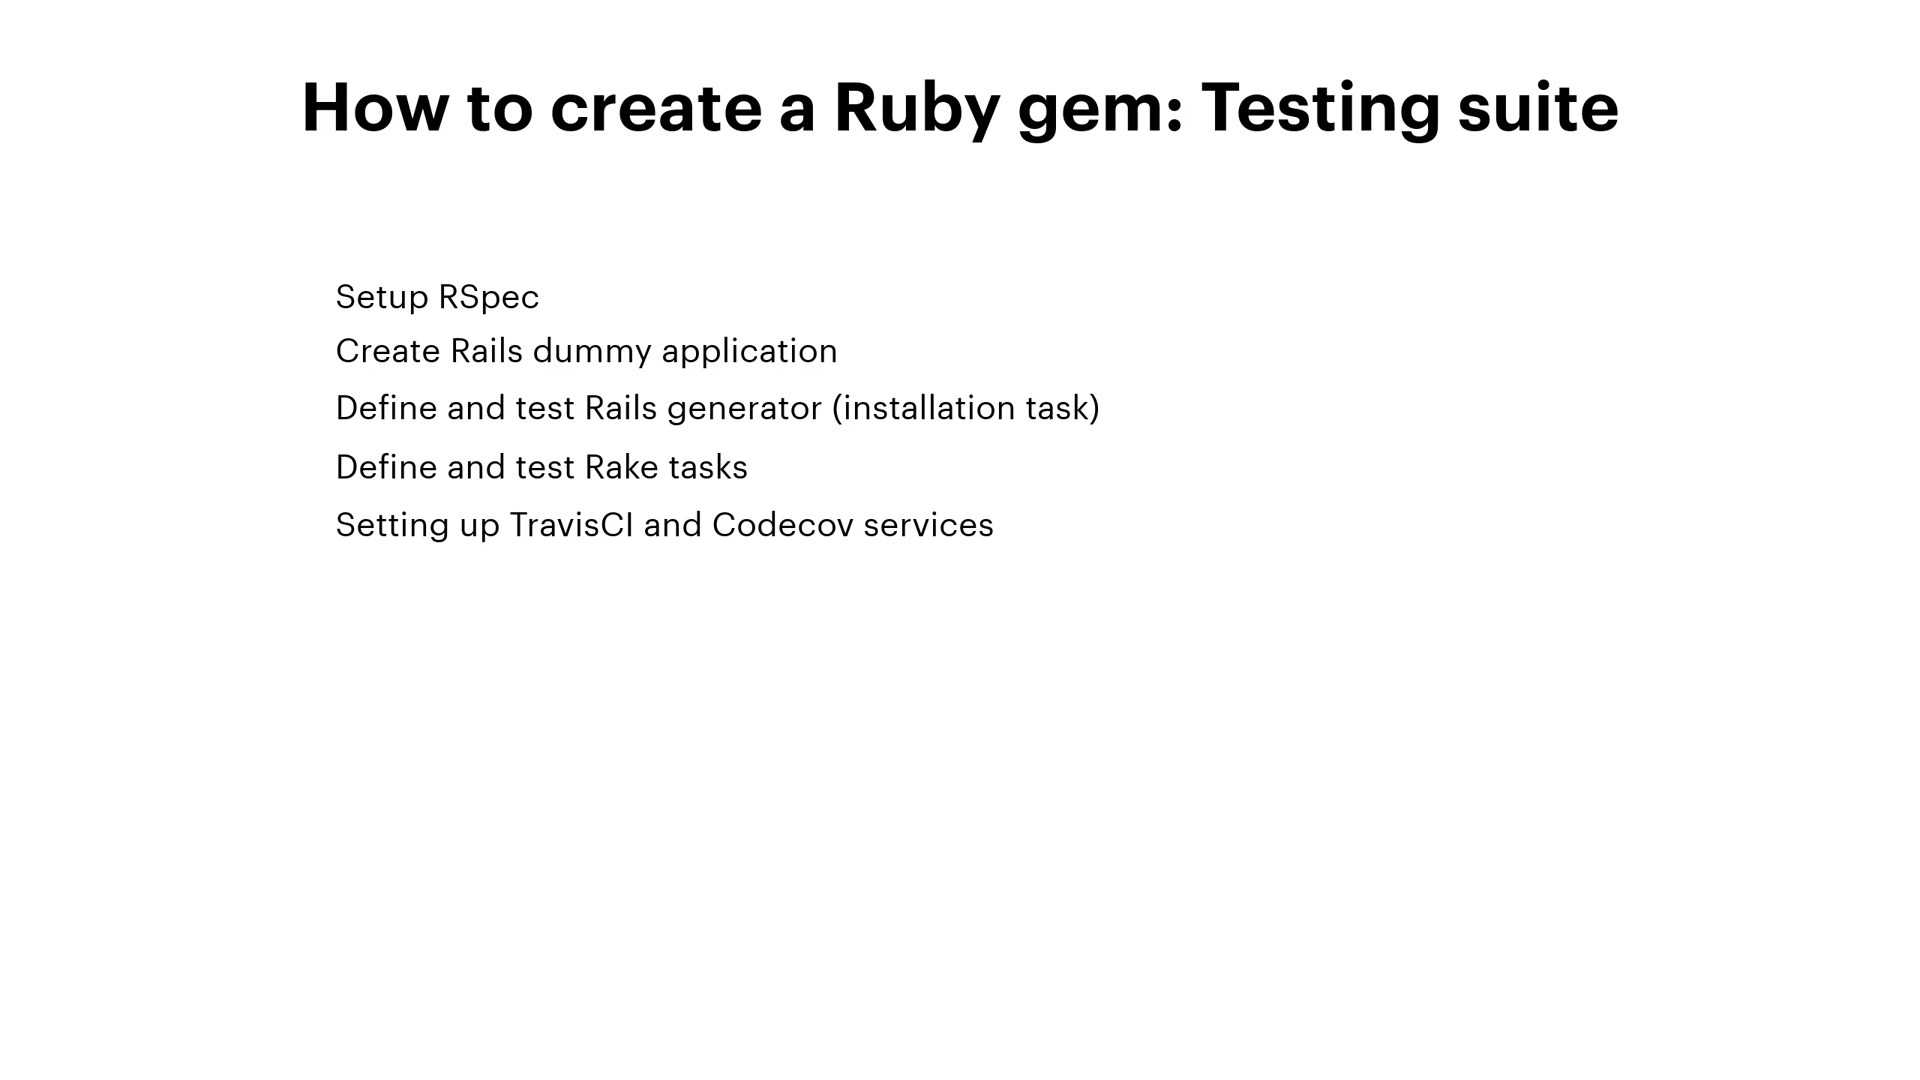 How to create a Ruby gem: Testing suite
Setup RSpec
Create Rails dummy application
Define and test Rails generator (installation task)
Define and test Rake tasks
Setting up TravisCI and Codecov services